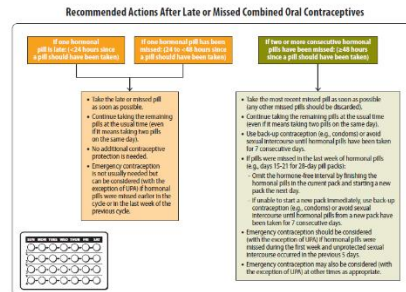 Recommended Actions After Late or Missed Combined Oral Contraceptives
If one hormonal
pill is late: (<24 hours
since a pill should
have been taken)
If one hormonal pill has been
missed: (24 to <48 hours since
a pill should have been taken)
If two or more consecutive hormonal
pills have been missed: (≥48 hours
since a pill should have been taken)
• Take the late or missed pill
as soon as possible.
• Continue taking the remaining
pills at the usual time (even
if it means taking two pills
on the same day).
• No additional contraceptive
protection is needed.
• Emergency contraception
is not usually needed but
can be considered (with the
exception of UPA) if hormonal
pills were missed earlier in the
cycle or in the last week of the
previous cycle.
• Take the most recent missed pill as soon as possible
(any other missed pills should be discarded).
• Continue taking the remaining pills at the usual time
(even if it means taking two pills on the same day).
• Use back-up contraception (e.g., condoms) or avoid
sexual intercourse until hormonal pills have been taken for
7 consecutive days.
• If pills were missed in the last week of hormonal pills
(e.g., days 15-21 for 28-day pill packs):
- Omit the hormone-free interval by finishing the
hormonal pills in the current pack and starting a new
pack the next day.
- If unable to start a new pack immediately, use back-up
contraception (e.g., condoms) or avoid sexual
intercourse until hormonal pills from a new pack have
been taken for 7 consecutive days.
• Emergency contraception should be considered
(with the exception of UPA) if hormonal pills were
missed during the first week and unprotected sexual
intercourse occurred in the previous 5 days.
• Emergency contraception may also be considered (with
the exception of UPA) at other times as appropriate.
SUN MON TUE WED THU FRI SAT